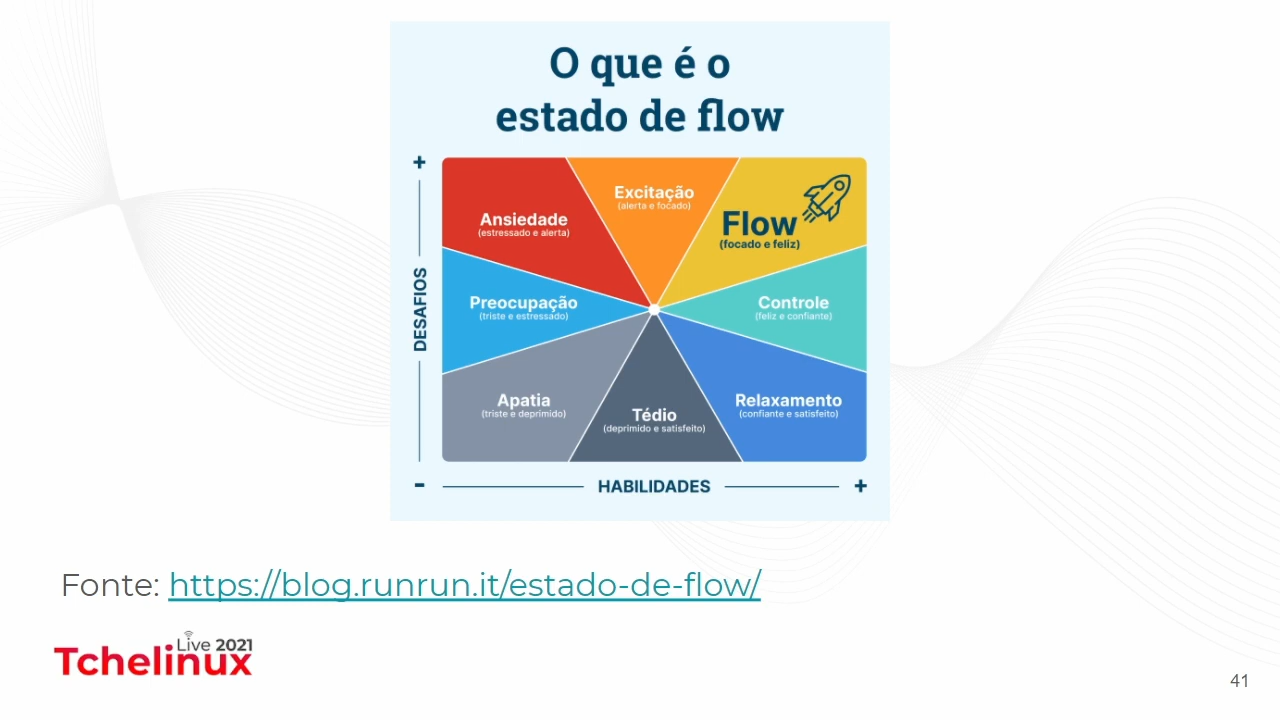 O que é o
estado de flow
+
Ansiedade
(estressado e alerta)
Excitação
(alerta e focado)
Flow
(focado e feliz)
DESAFIOS
Preocupação
(triste e estressado)
Controle
(feliz e confiante)
Apatia
(triste e deprimido)
Tédio
(deprimido e satisfeito)
Relaxamento
(confiante e satisfeito)
-
HABILIDADES
+
Fonte: https://blog.runrun.it/estado-de-flow/
Live 2021
Tchelinux
41